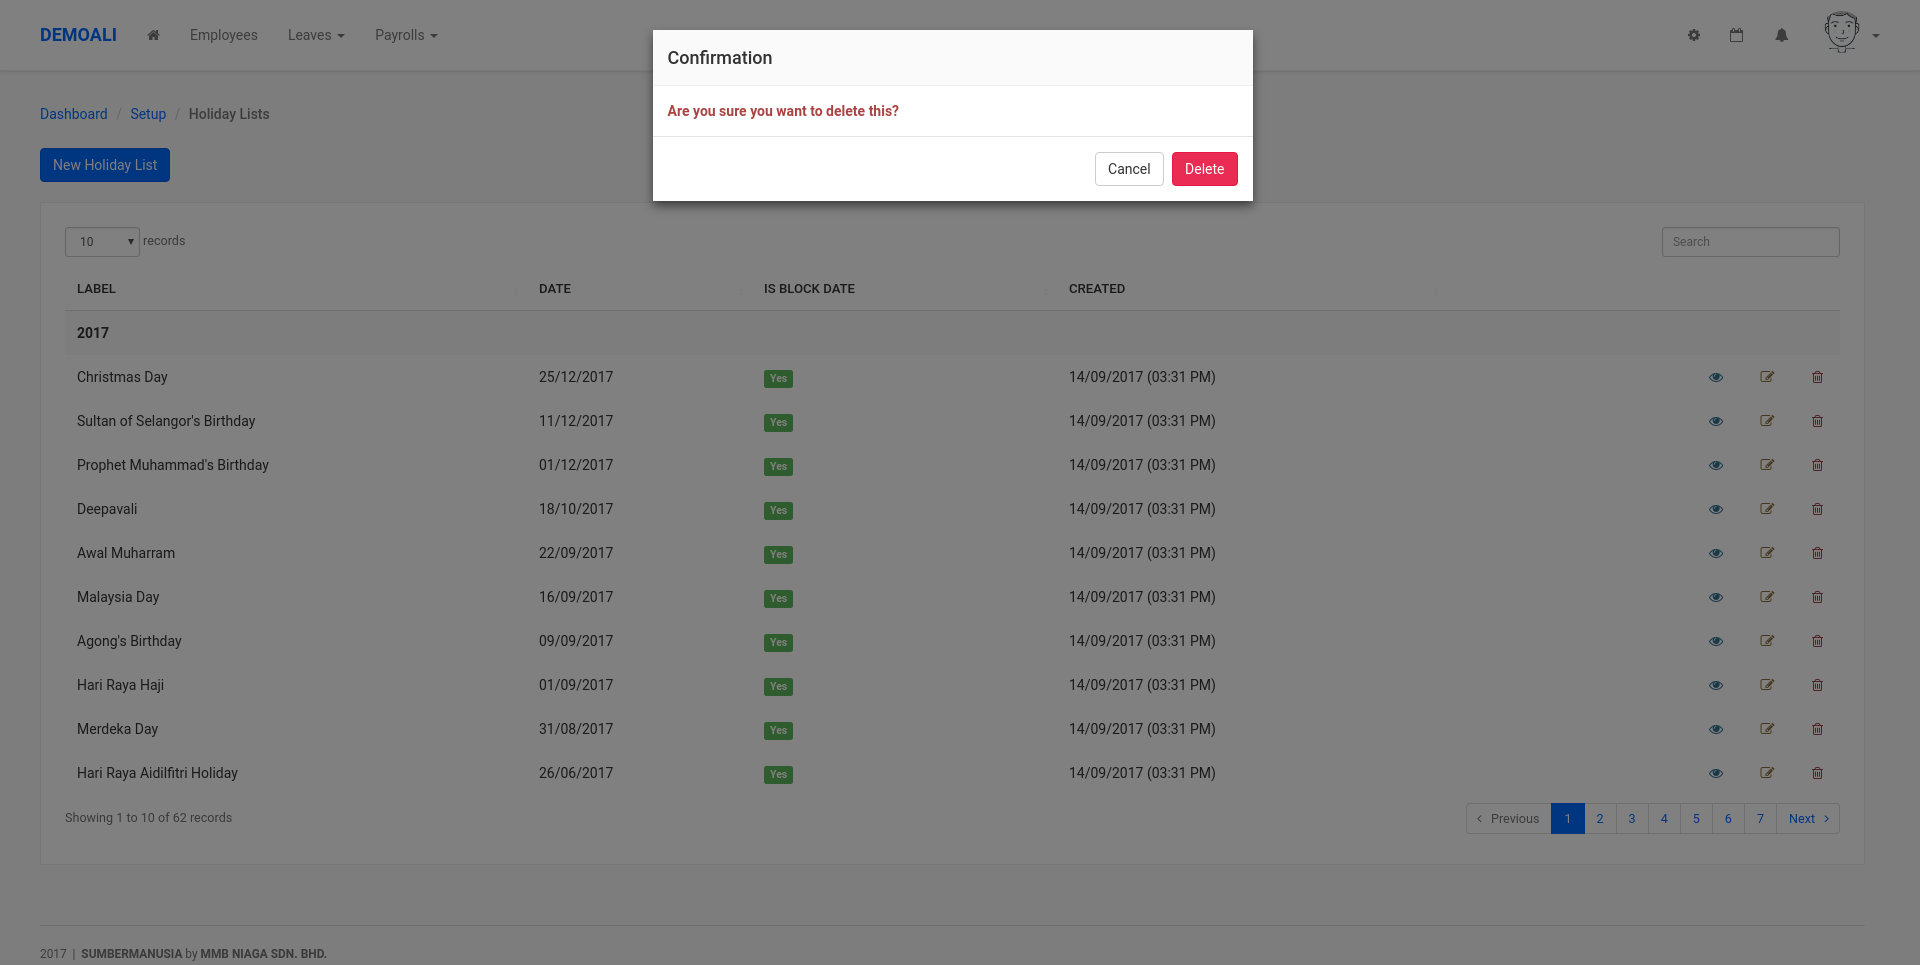 DEMOALI Employees Leaves Payrolls
Confirmation
Are you sure you want to delete this?
Cancel Delete
Dashboard / Setup / Holiday Lists
New Holiday List
10 records Search
LABEL DATE IS BLOCK DATE CREATED
2017
Christmas Day 25/12/2017 Yes 14/09/2017 (03:31 PM)
Sultan of Selangor's Birthday 11/12/2017 Yes 14/09/2017 (03:31 PM)
Prophet Muhammad's Birthday 01/12/2017 Yes 14/09/2017 (03:31 PM)
Deepavali 18/10/2017 Yes 14/09/2017 (03:31 PM)
Awal Muharram 22/09/2017 Yes 14/09/2017 (03:31 PM)
Malaysia Day 16/09/2017 Yes 14/09/2017 (03:31 PM)
Agong's Birthday 09/09/2017 Yes 14/09/2017 (03:31 PM)
Hari Raya Haji 01/09/2017 Yes 14/09/2017 (03:31 PM)
Merdeka Day 31/08/2017 Yes 14/09/2017 (03:31 PM)
Hari Raya Aidilfitri Holiday 26/06/2017 Yes 14/09/2017 (03:31 PM)
Showing 1 to 10 of 62 records ‹ Previous 1 2 3 4 5 6 7 Next ›
2017 | SUMBERMANUSIA by MMB NIAGA SDN. BHD.